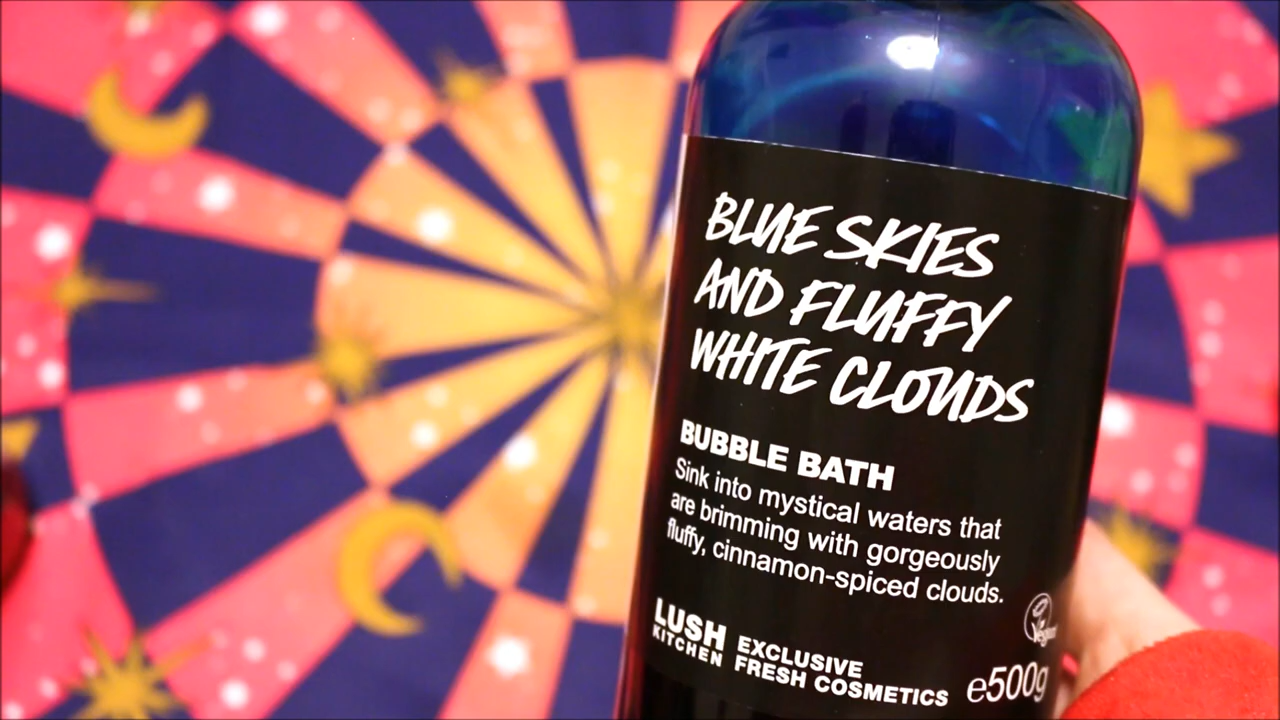 BLUE SKIES
AND FLUFFY
WHITE CLOUDS
BUBBLE BATH
Sink into mystical waters that
are brimming with gorgeously
fluffy, cinnamon-spiced clouds.
Vegan
LUSH EXCLUSIVE
KITCHEN FRESH COSMETICS
e500g